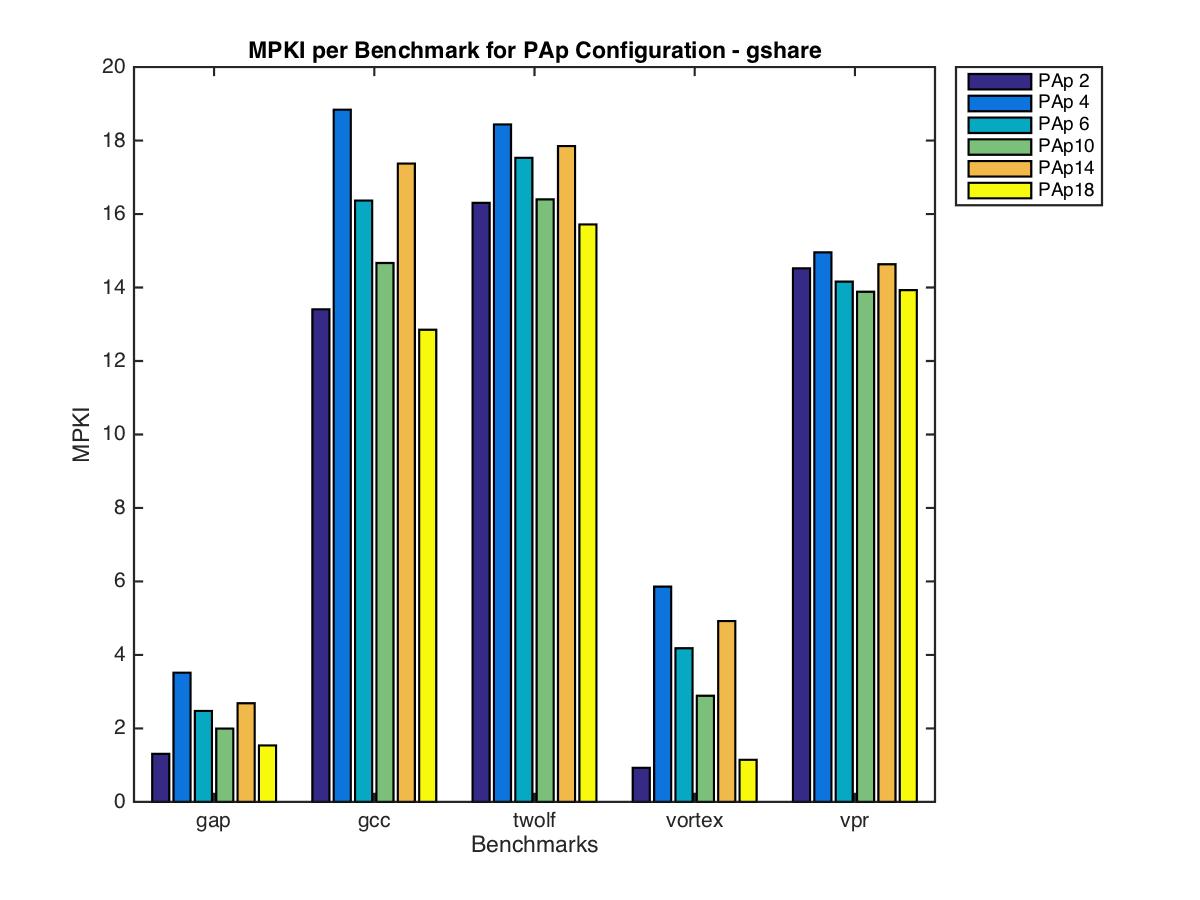 MPKI per Benchmark for PAp Configuration - gshare
20
18
16
14
12
10
8
6
4
2
0
MPKI
gap
gcc
twolf
vortex
vpr
Benchmarks
PAp 2
PAp 4
PAp 6
PAp10
PAp14
PAp18